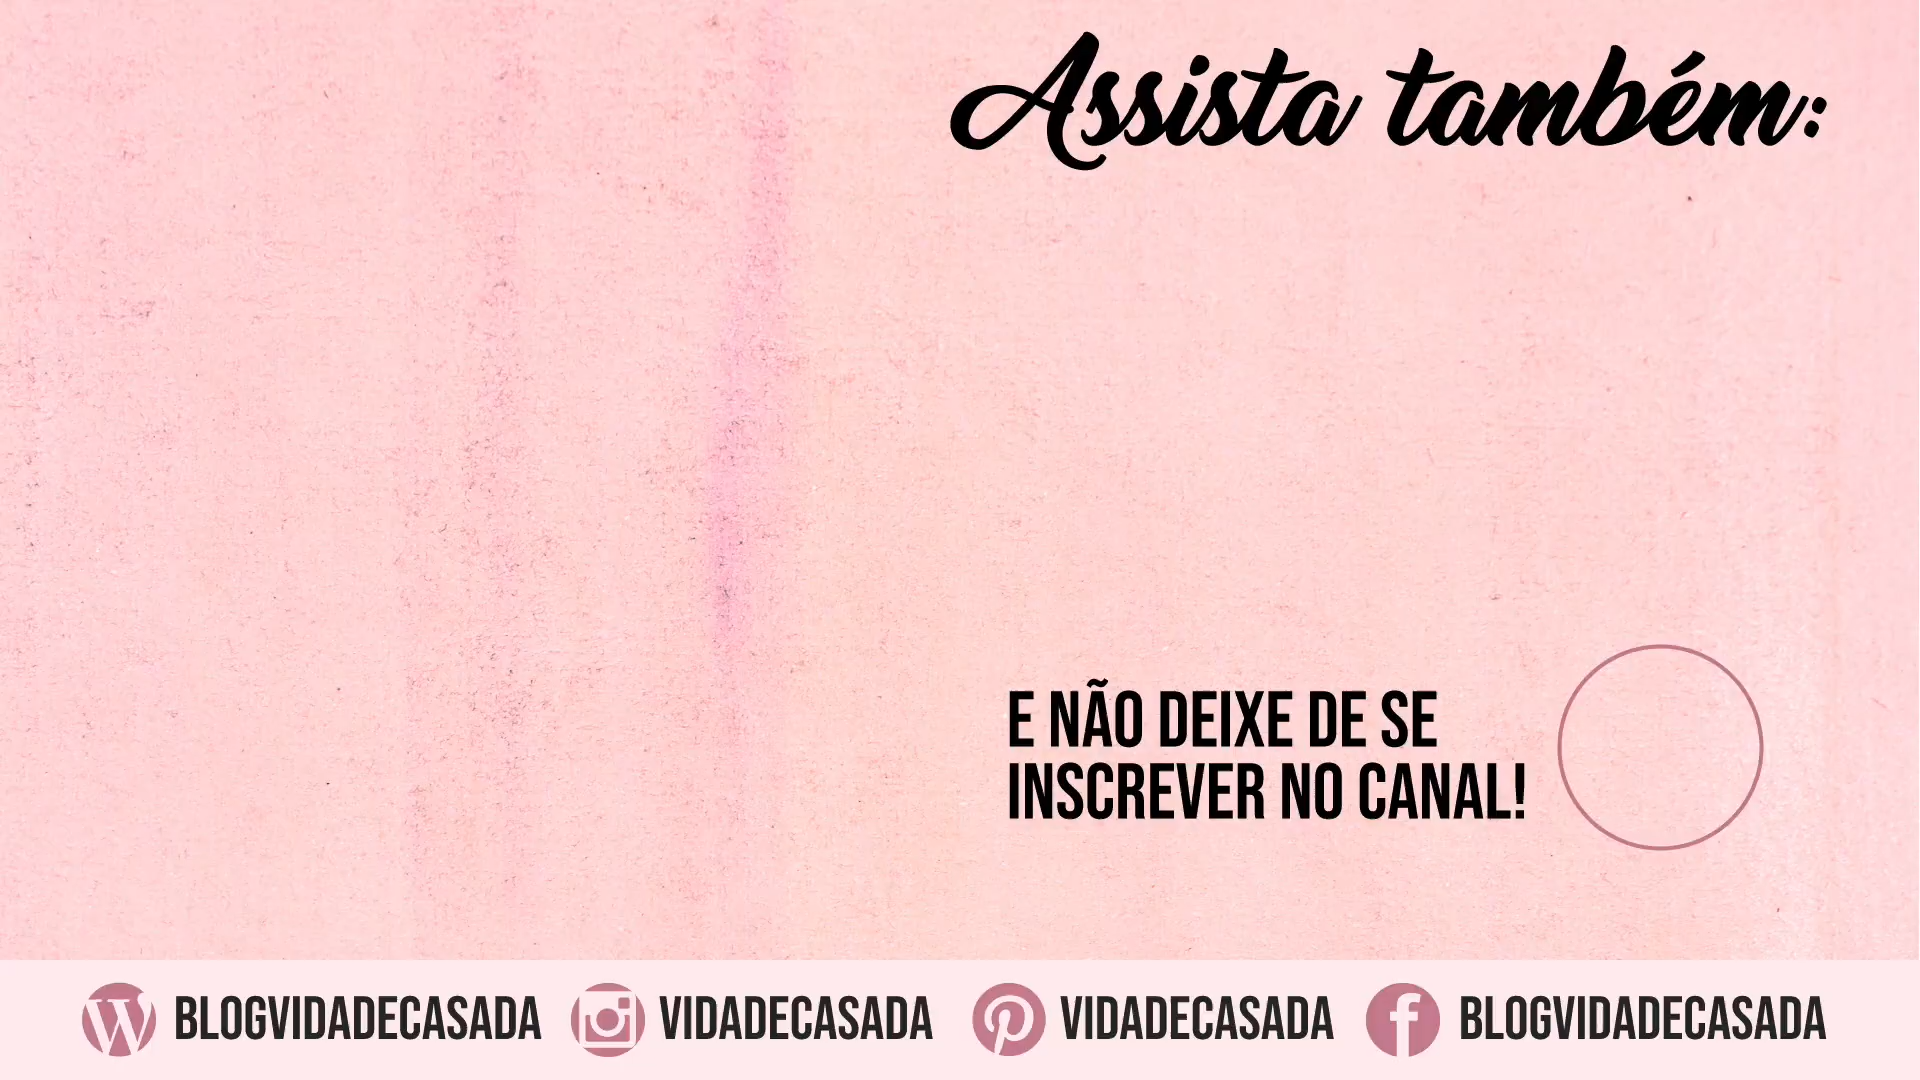 Assista também:
E NÃO DEIXE DE SE
INSCREVER NO CANAL!
BLOGVIDADECASADA VIDADECASADA VIDADECASADA BLOGVIDADECASADA